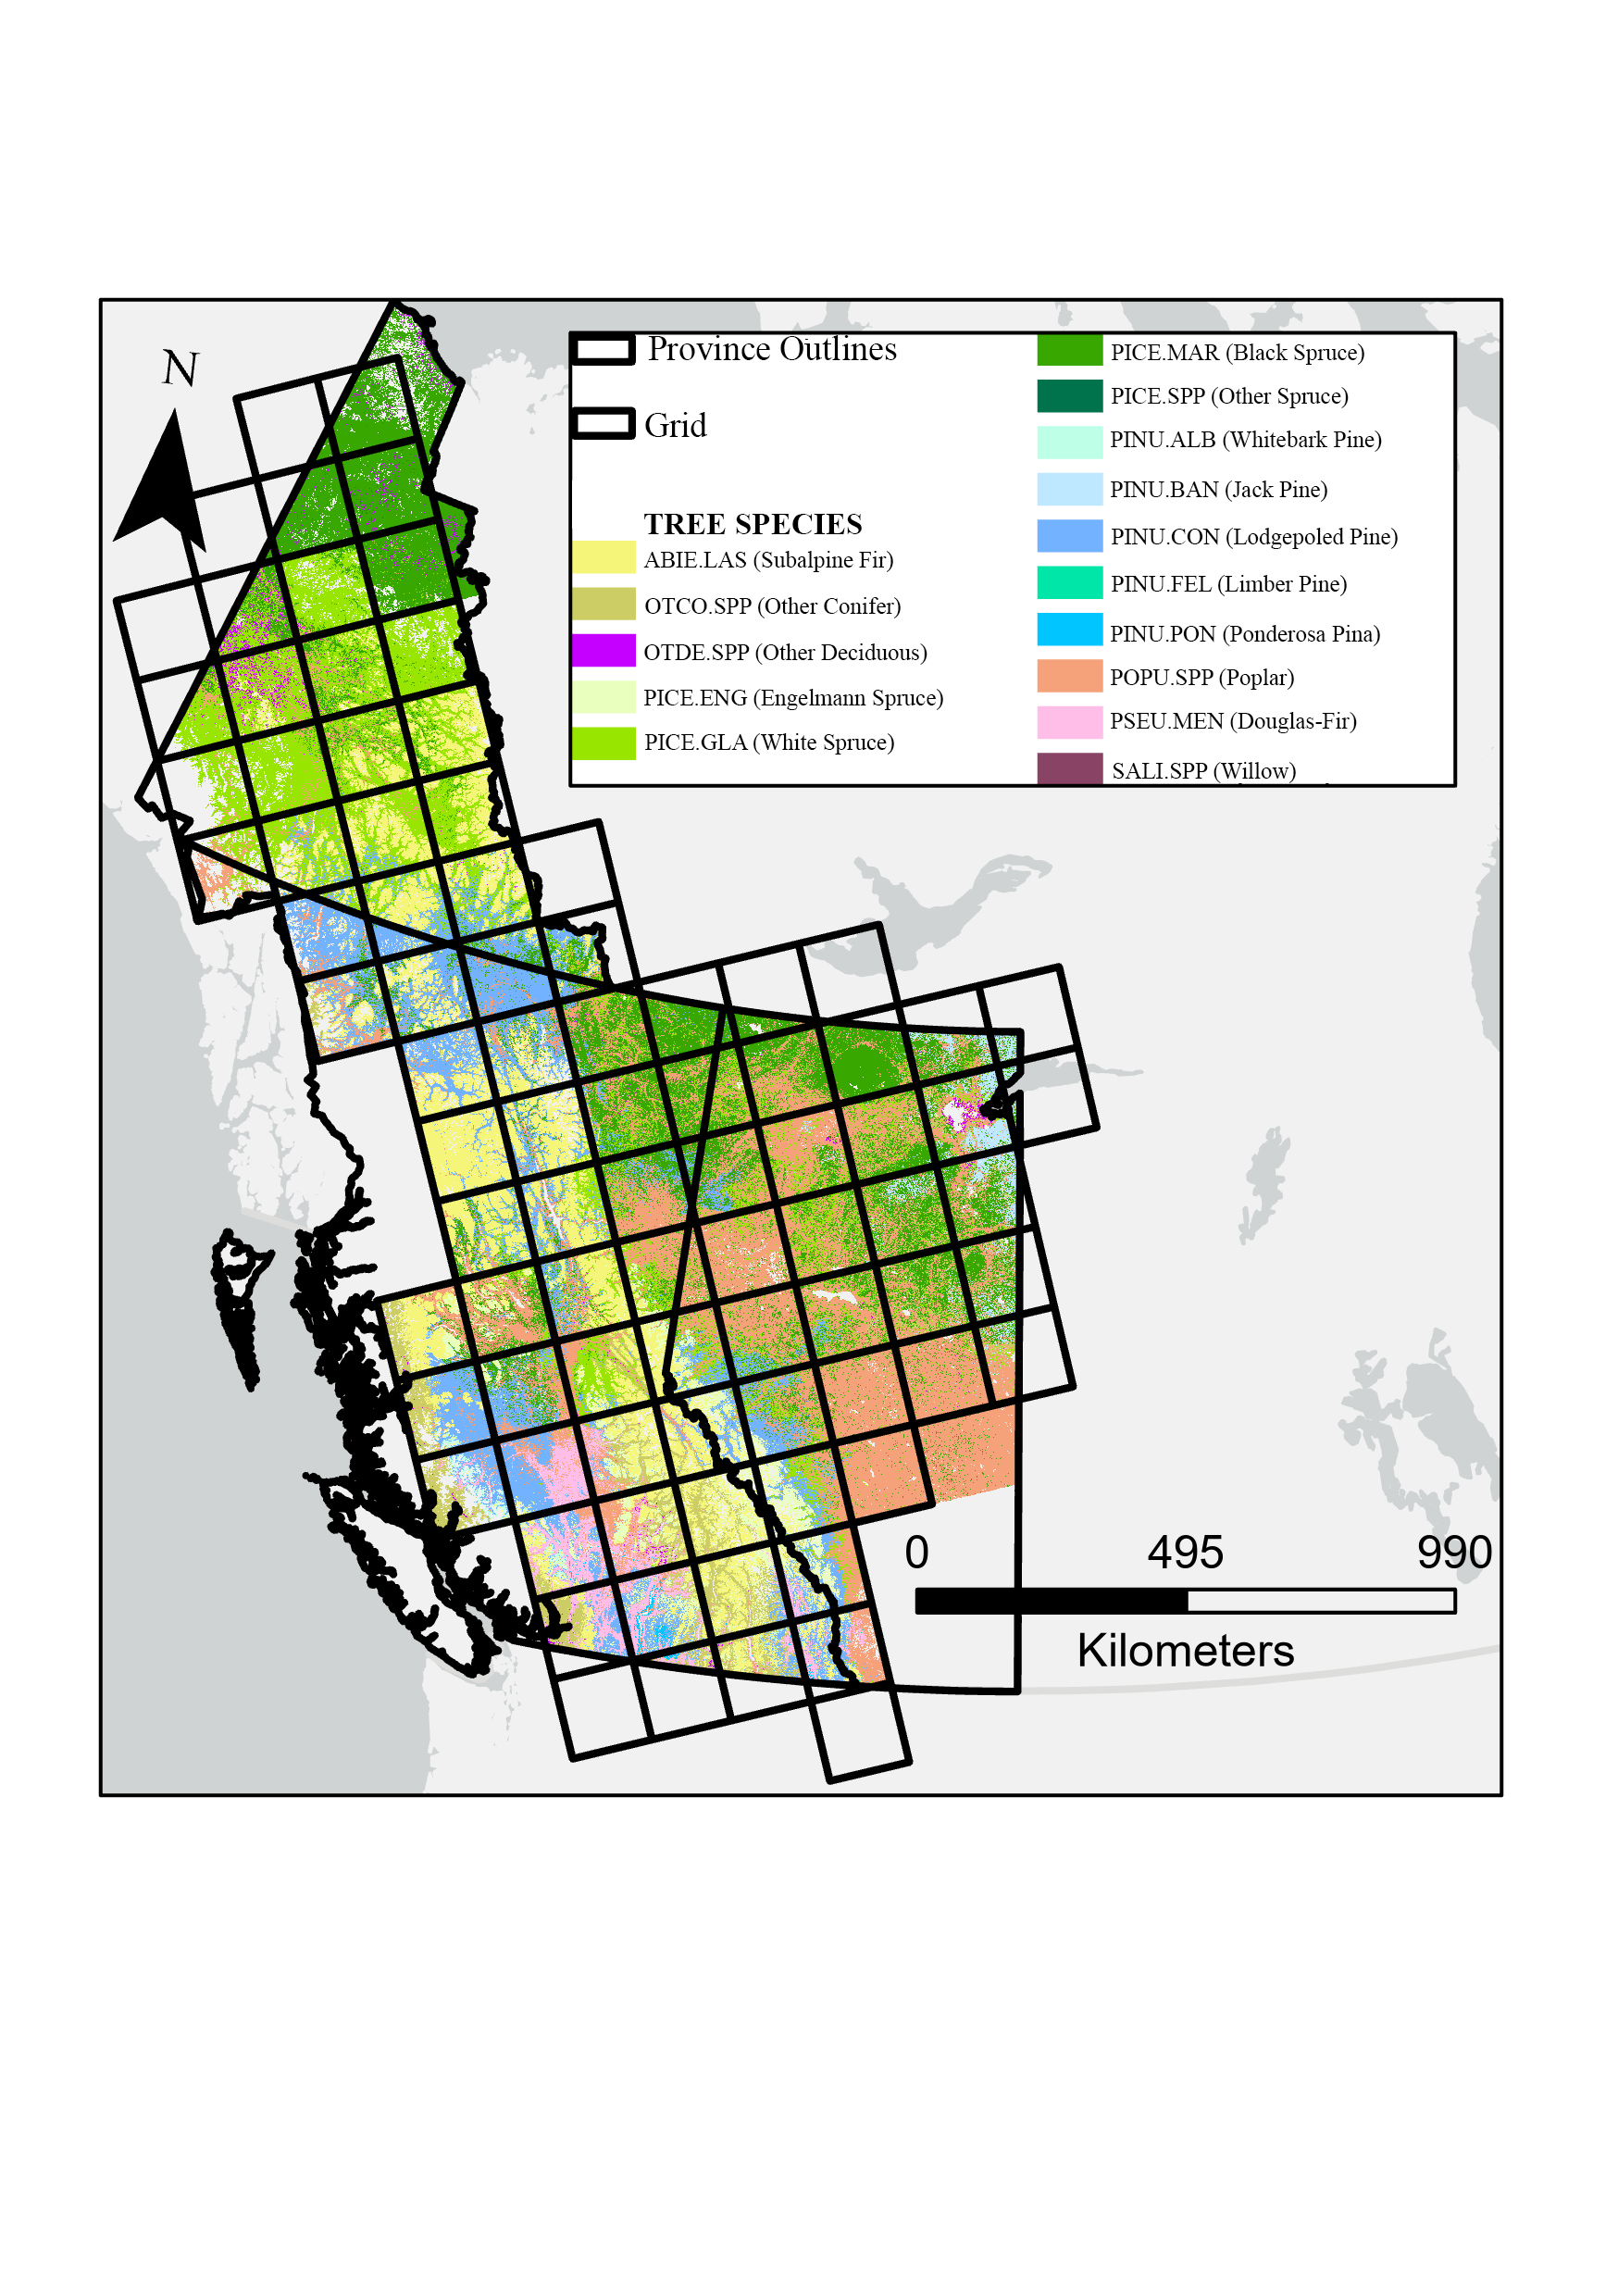 N
Province Outlines
Grid
TREE SPECIES
ABIE.LAS (Subalpine Fir)
OTCO.SPP (Other Conifer)
OTDE.SPP (Other Deciduous)
PICE.ENG (Engelmann Spruce)
PICE.GLA (White Spruce)
PICE.MAR (Black Spruce)
PICE.SPP (Other Spruce)
PINU.ALB (Whitebark Pine)
PINU.BAN (Jack Pine)
PINU.CON (Lodgepoled Pine)
PINU.FEL (Limber Pine)
PINU.PON (Ponderosa Pina)
POPU.SPP (Poplar)
PSEU.MEN (Douglas-Fir)
SALI.SPP (Willow)
0 495 990
Kilometers